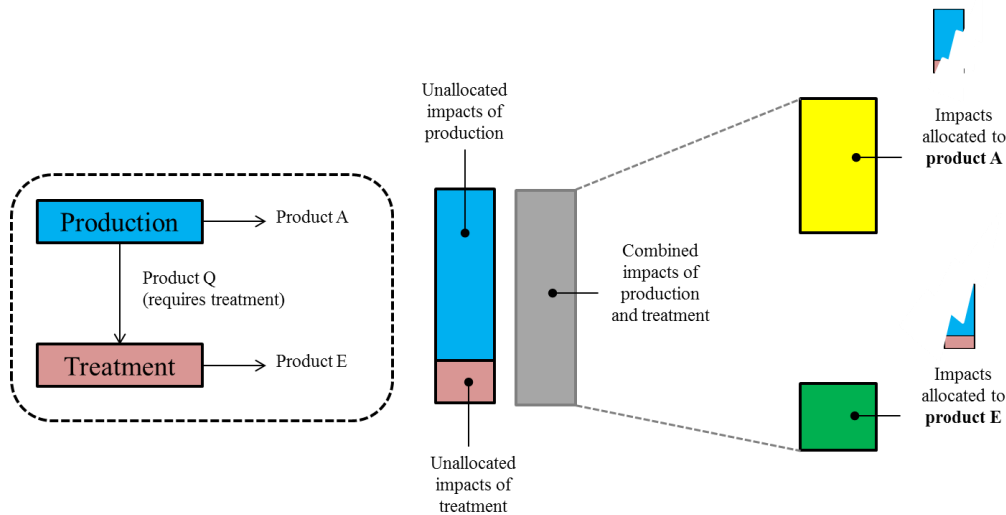 Production
Product A
Product Q
(requires treatment)
Treatment
Product E
Unallocated
impacts of
production
Unallocated
impacts of
treatment
Combined
impacts of
production
and treatment
Impacts
allocated to
product A
Impacts
allocated to
product E